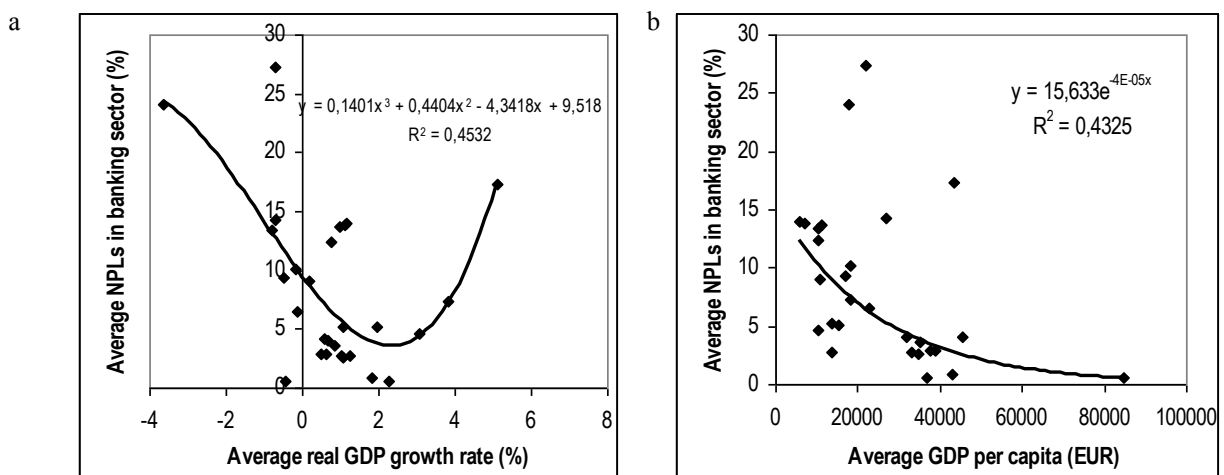 a
Average NPLs in banking sector (%)
30
25
20
15
10
5
0
y = 0,1401x³ + 0,4404x² - 4,3418x + 9,518
R² = 0,4532
-4 -2 0 2 4 6 8
Average real GDP growth rate (%)
b
Average NPLs in banking sector (%)
30
25
20
15
10
5
0
y = 15,633e^-4E-05x
R² = 0,4325
0 20000 40000 60000 80000 100000
Average GDP per capita (EUR)